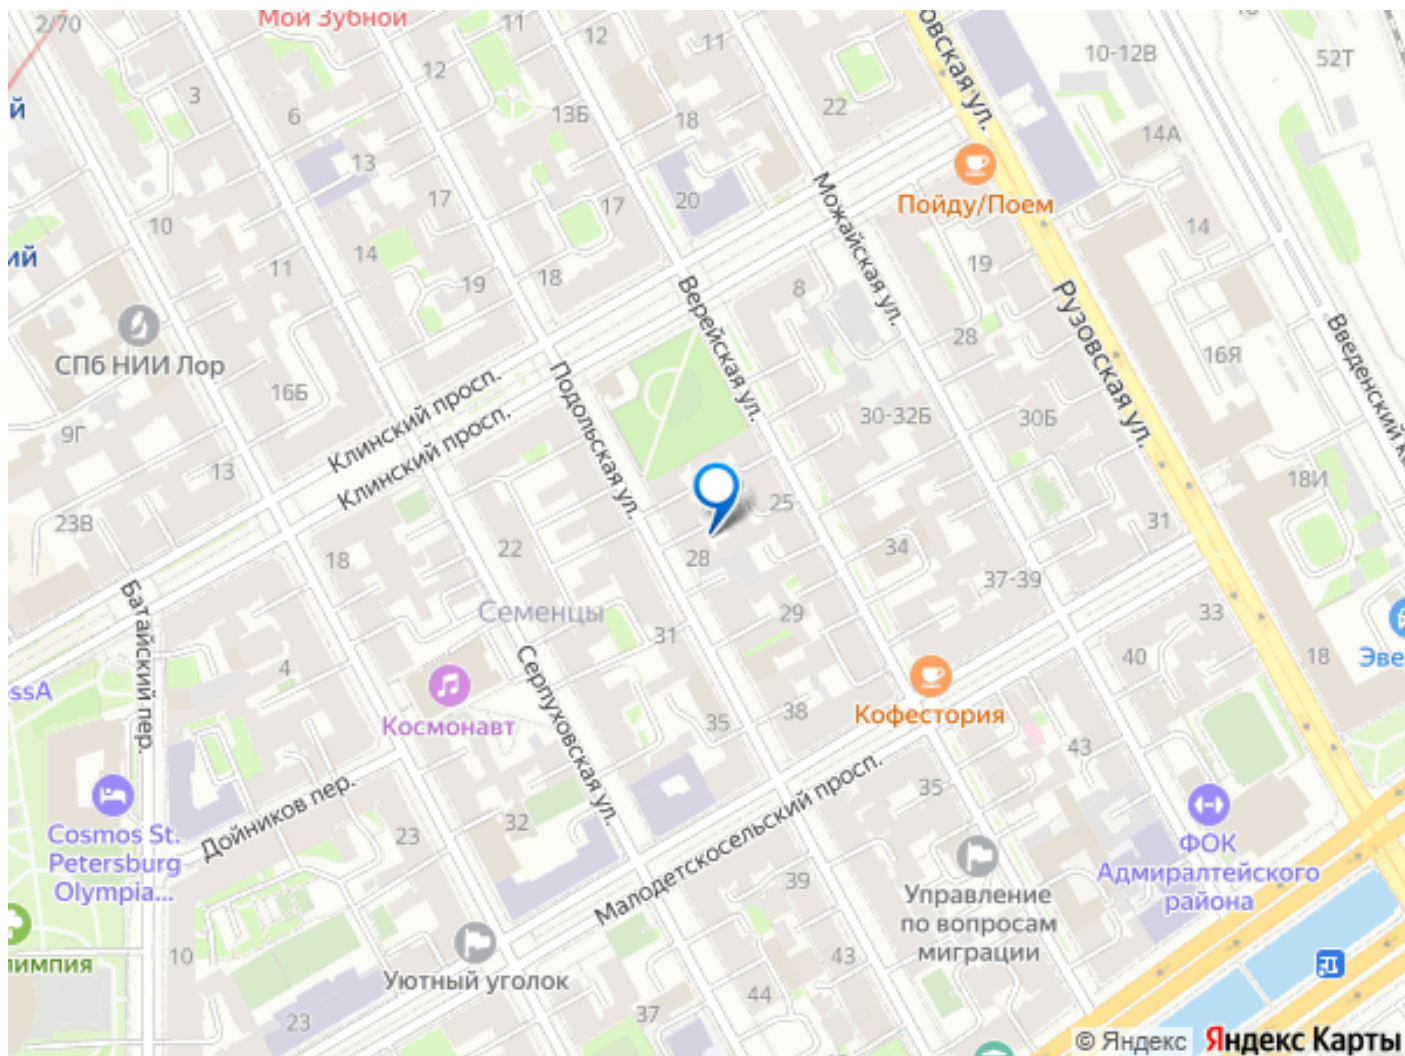 2/70
Мой Зубной
11
12
11
10-12В
52Т
овская ул.
12
3
6
13Б
18
22
14А
й
13
17
20
17
Пойду/Поем
Можайская ул.
10
14
11
18
19
14
19
ий
Верейская ул.
8
28
Рузовская ул.
Введенский к
СПб НИИ Лор
16Б
16Я
Клинский просп.
Клинский просп.
Подольская ул.
30-32Б
30Б
9Г
13
18И
23В
25
31
18
22
28
34
37-39
Батайский пер.
Семенцы
29
33
31
4
Серпуховская ул.
40
18
Эве
ssA
Космонавт
35
38
Кофестория
43
Малодетскосельский просп.
35
Cosmos St.
Petersburg
Olympia...
Дойников пер.
23
32
ФОК
Адмиралтейского
района
39
Управление
по вопросам
миграции
10
лимпия
Уютный уголок
43
44
37
23
© Яндекс Яндекс Карты